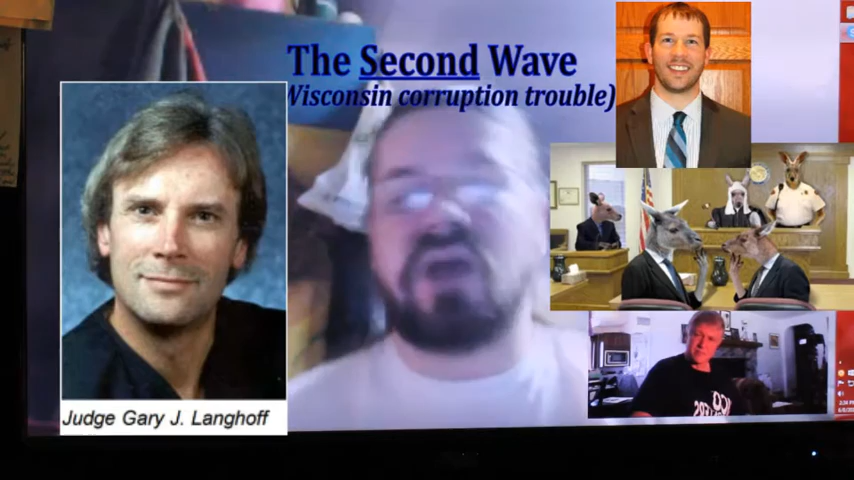 The Second Wave
Wisconsin corruption trouble)
Judge Gary J. Langhoff